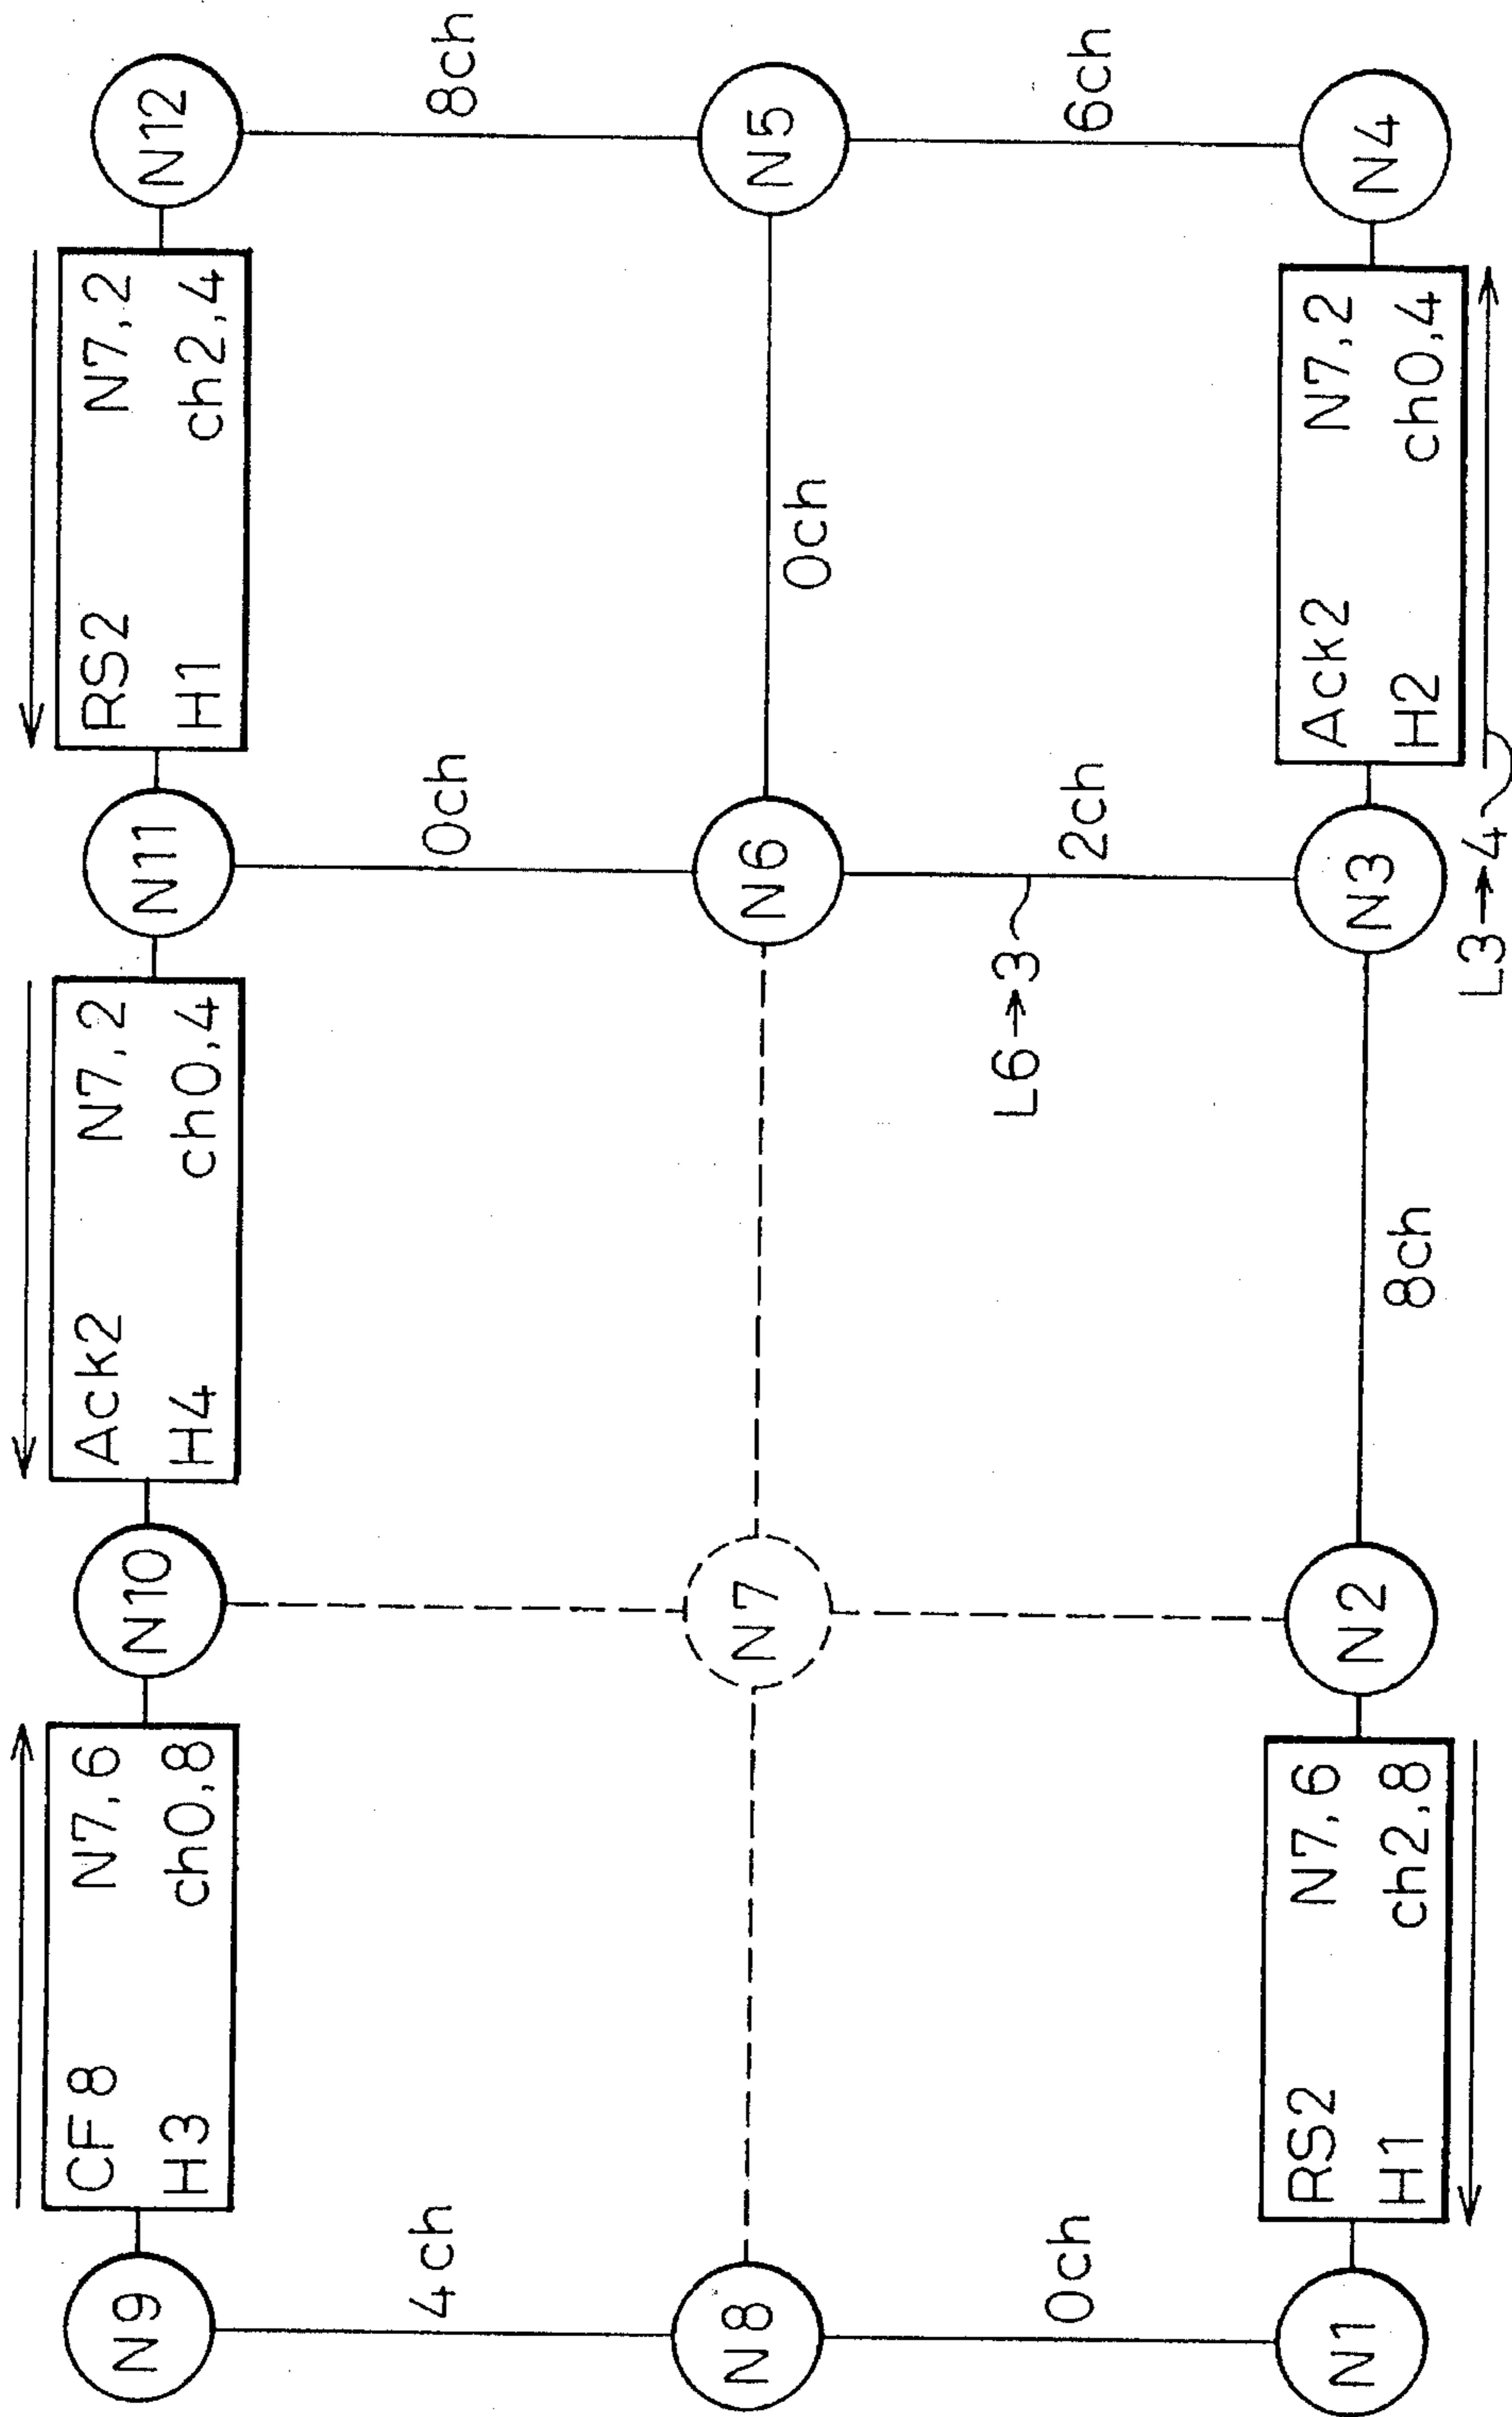 N9
CF8 N7,6
H3 ch0,8
N10
Ack2 N7,2
H4 ch0,4
N11
RS2 N7,2
H1 ch2,4
N12
4ch
0ch
8ch
N8
N7
N6
0ch
N5
0ch
L6→3
2ch
6ch
N1
RS2 N7,6
H1 ch2,8
N2
8ch
N3
Ack2 N7,2
H2 ch0,4
N4
L3→4